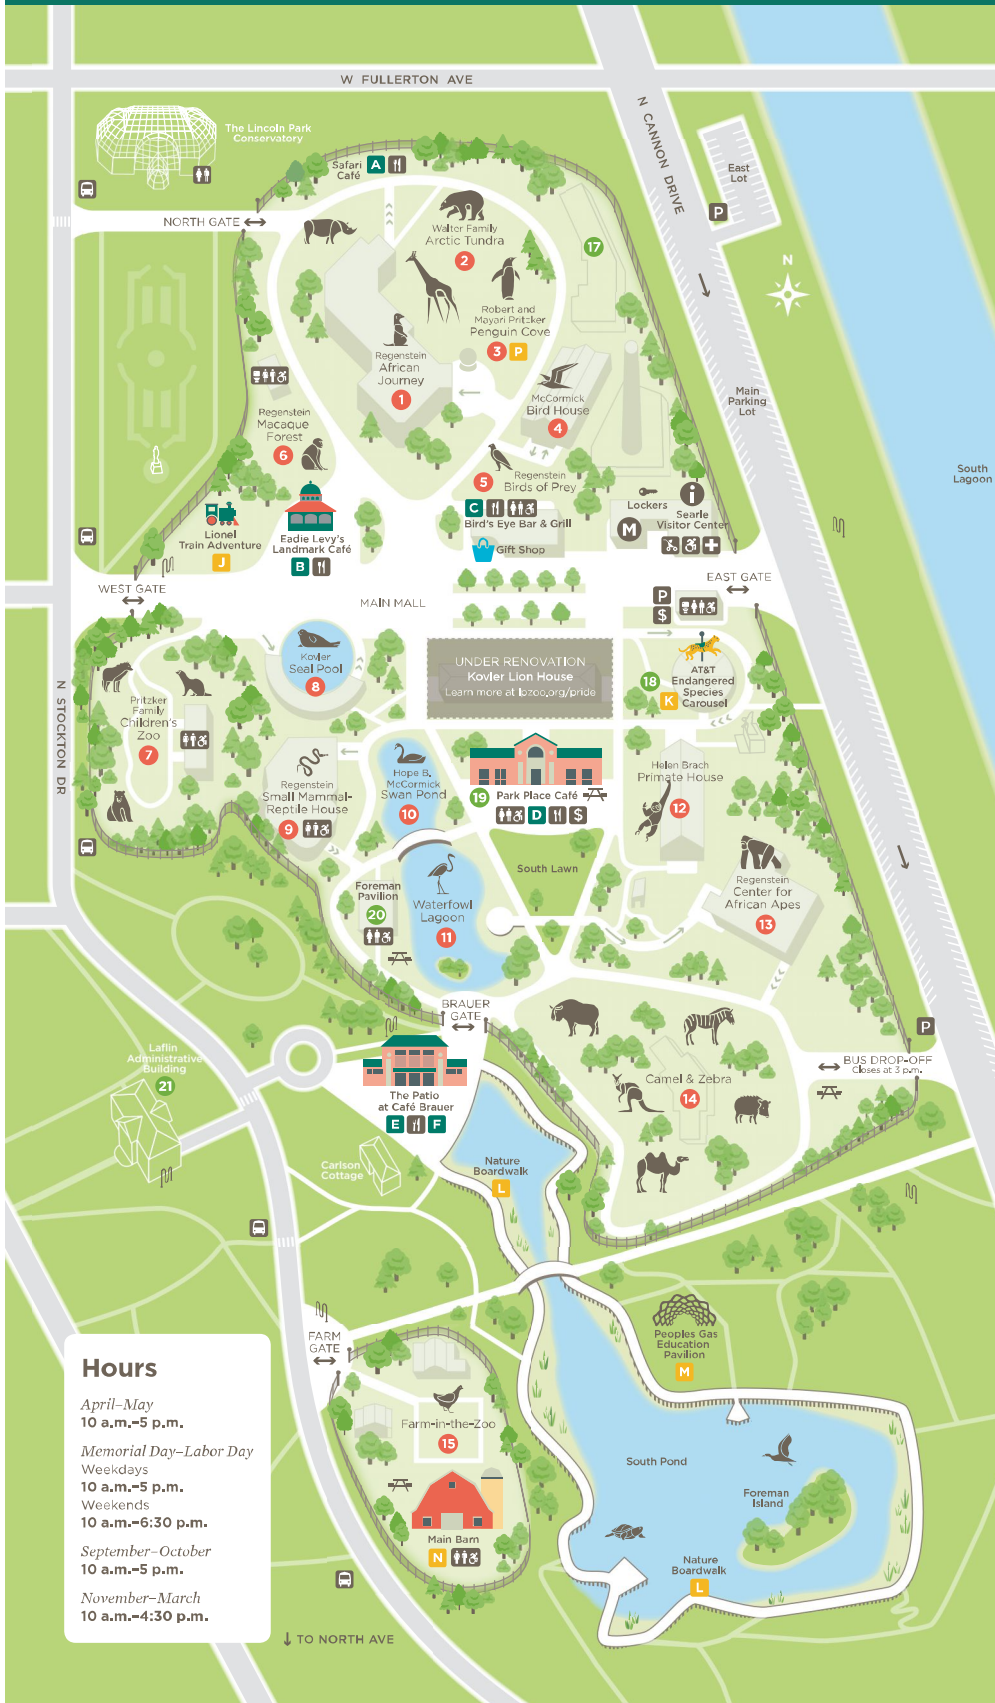 W FULLERTON AVE
N CANNON DRIVE
The Lincoln Park
Conservatory
Safari
Café
A
East
Lot
P
NORTH GATE
Walter Family
Arctic Tundra
2
17
N
Robert and
Mayari Pritzker
Penguin Cove
3 P
Regenstein
African
Journey
1
McCormick
Bird House
4
Main
Parking
Lot
Regenstein
Macaque
Forest
6
South
Lagoon
5
Regenstein
Birds of Prey
C
Bird's Eye Bar & Grill
Lockers
M
i
Searle
Visitor Center
Lionel
Train Adventure
J
Eadie Levy's
Landmark Café
B
Gift Shop
WEST GATE
EAST GATE
MAIN MALL
P
$
N STOCKTON DR
Kovler
Seal Pool
8
UNDER RENOVATION
Kovler Lion House
Learn more at lpzoo.org/pride
18
AT&T
Endangered
Species
Carousel
K
Pritzker
Family
Children's
Zoo
7
Regenstein
Small Mammal-
Reptile House
9
Hope B.
McCormick
Swan Pond
10
19 Park Place Café
D $
Helen Brach
Primate House
12
South Lawn
Regenstein
Center for
African Apes
13
Foreman
Pavilion
20
Waterfowl
Lagoon
11
BRAUER
GATE
P
Laflin
Administrative
Building
21
BUS DROP-OFF
Closes at 3 p.m.
The Patio
at Café Brauer
E F
Camel & Zebra
14
Carlson
Cottage
Nature
Boardwalk
L
FARM
GATE
Peoples Gas
Education
Pavilion
M
Farm-in-the-Zoo
15
Main Barn
N
South Pond
Foreman
Island
Nature
Boardwalk
L
Hours
April–May
10 a.m.–5 p.m.
Memorial Day–Labor Day
Weekdays
10 a.m.–5 p.m.
Weekends
10 a.m.–6:30 p.m.
September–October
10 a.m.–5 p.m.
November–March
10 a.m.–4:30 p.m.
TO NORTH AVE